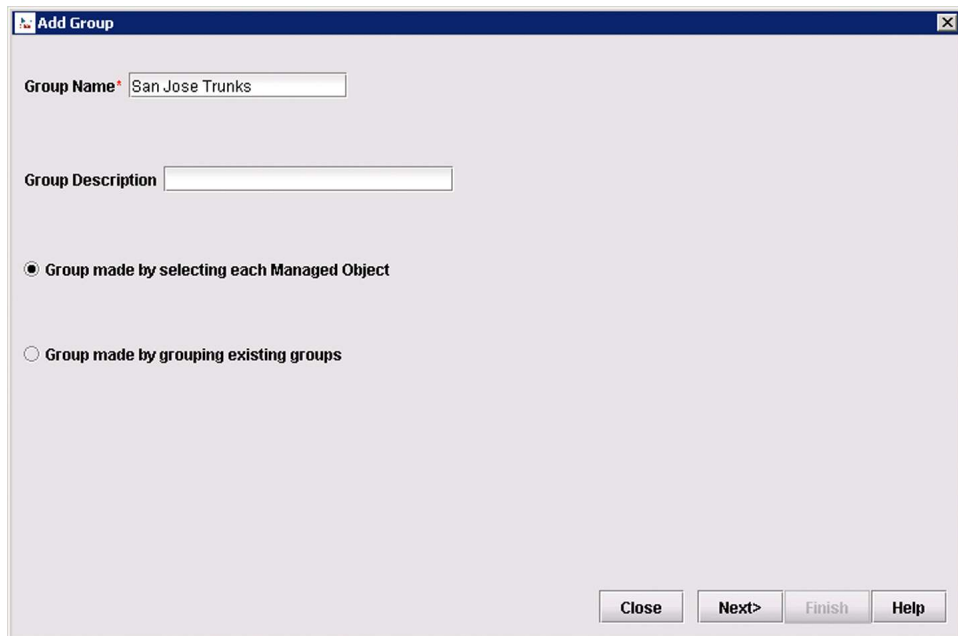 Add Group
Group Name* San Jose Trunks
Group Description
Group made by selecting each Managed Object
Group made by grouping existing groups
Close Next> Finish Help